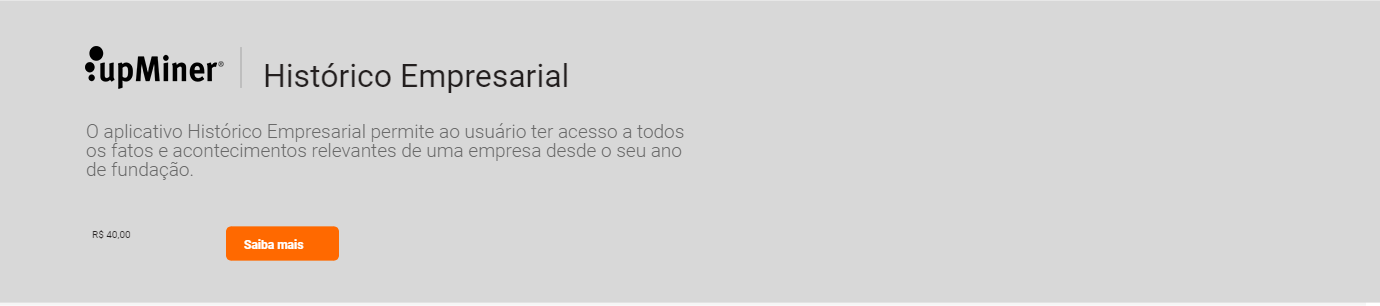 upMiner®
Histórico Empresarial
O aplicativo Histórico Empresarial permite ao usuário ter acesso a todos
os fatos e acontecimentos relevantes de uma empresa desde o seu ano
de fundação.
R$ 40,00
Saiba mais